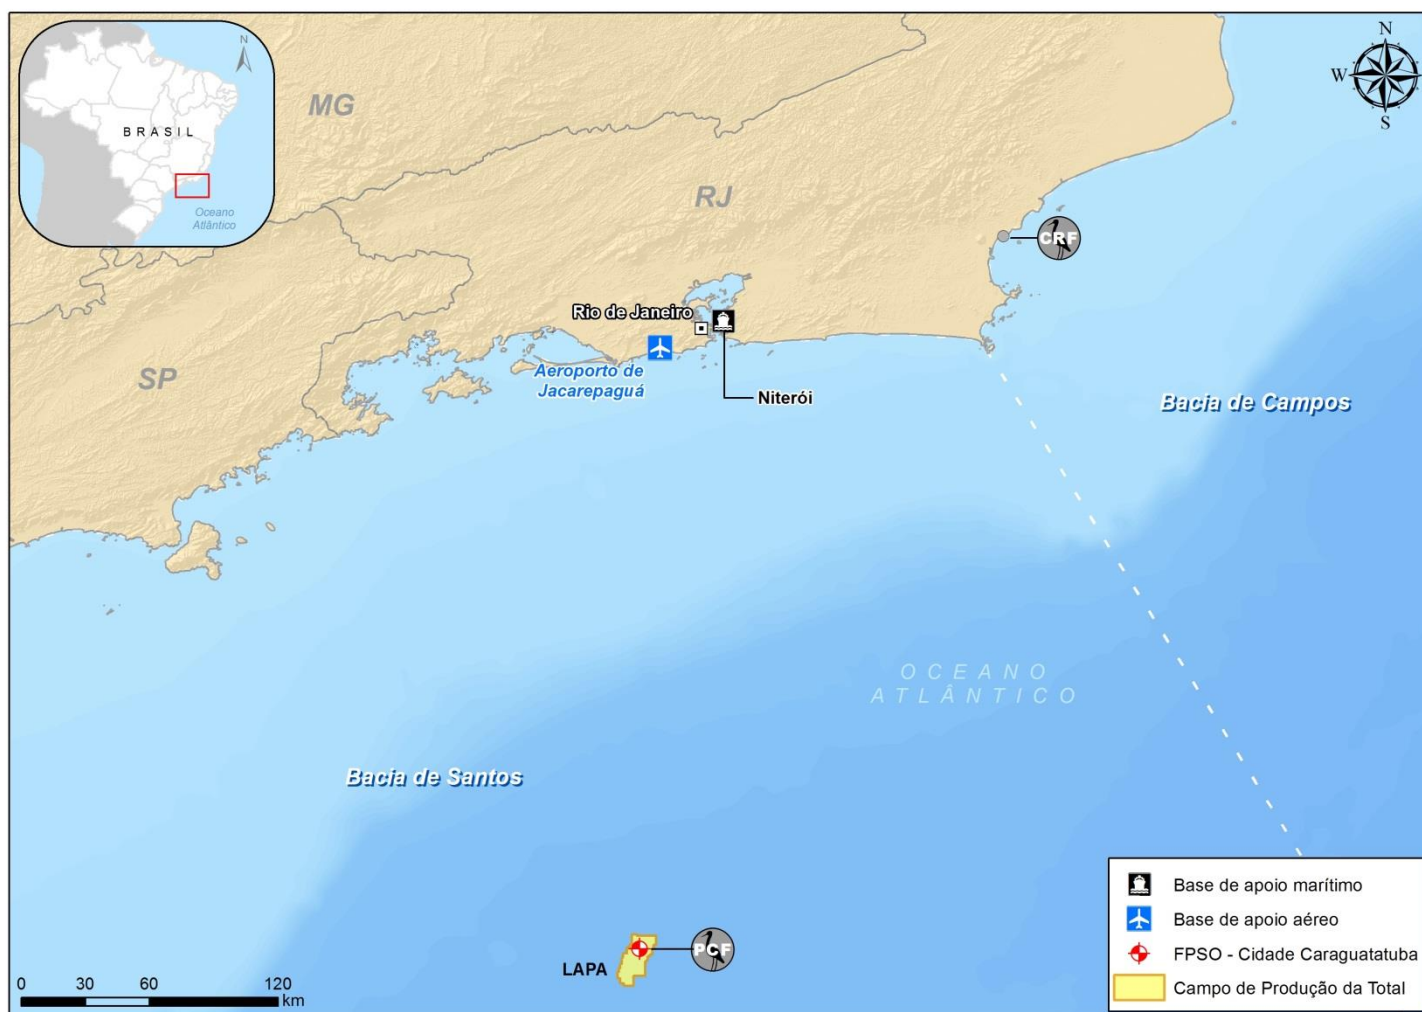 N
BRASIL
Oceano
Atlântico
MG
N
W
S
RJ
CRF
Rio de Janeiro
SP
Aeroporto de
Jacarepaguá
Niterói
Bacia de Campos
OCEANO
ATLÂNTICO
Bacia de Santos
LAPA
PCF
0 30 60 120
km
Base de apoio marítimo
Base de apoio aéreo
FPSO - Cidade Caraguatatuba
Campo de Produção da Total